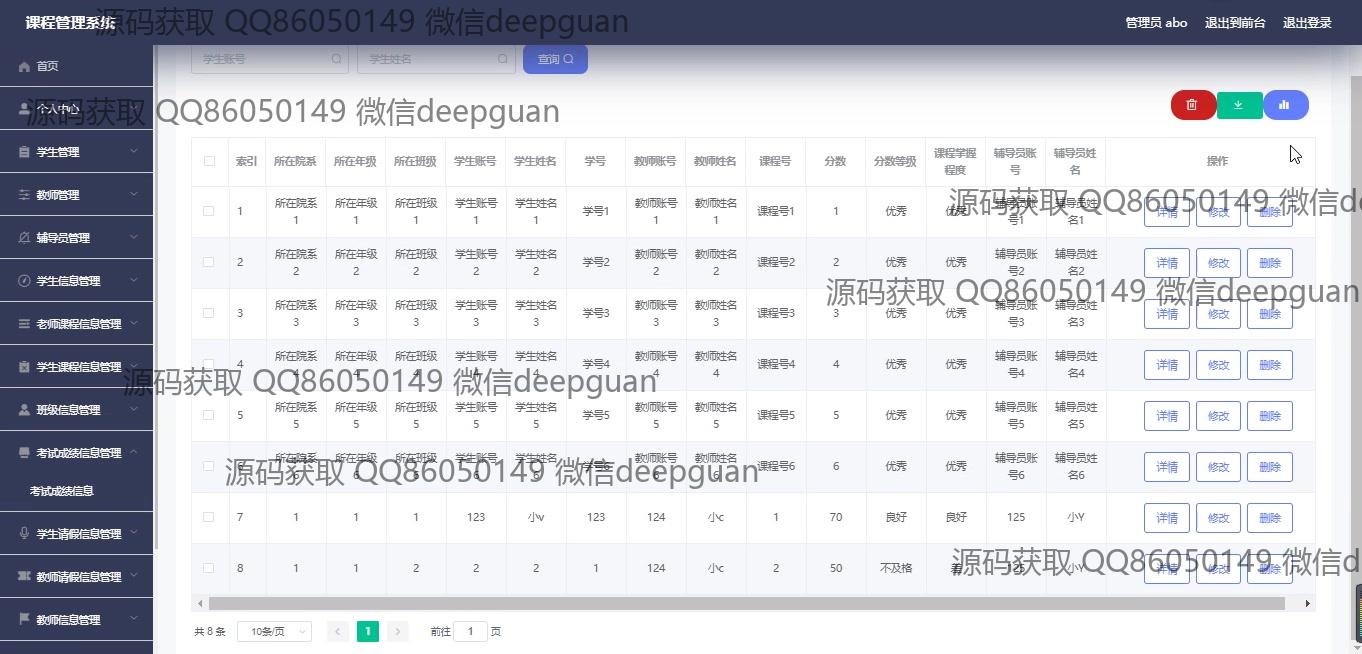 课程管理系统
源码获取 QQ86050149 微信deepguan
管理员 abo 退出到前台 退出登录
首页
个人中心
学生管理
教师管理
辅导员管理
学生信息管理
老师课程信息管理
学生课程信息管理
班级信息管理
考试成绩信息管理
考试成绩信息
学生请假信息管理
教师请假信息管理
教师信息管理
学生账号 学生姓名 查询
源码获取 QQ86050149 微信deepguan
索引 所在院系 所在年级 所在班级 学生账号 学生姓名 学号 教师账号 教师姓名 课程号 分数 分数等级 课程掌握程度 辅导员账号 辅导员姓名 操作
1 所在院系1 所在年级1 所在班级1 学生账号1 学生姓名1 学号1 教师账号1 教师姓名1 课程号1 1 优秀 优秀 辅导员账号1 辅导员姓名1 详情 修改 删除
源码获取 QQ86050149 微信de
2 所在院系2 所在年级2 所在班级2 学生账号2 学生姓名2 学号2 教师账号2 教师姓名2 课程号2 2 优秀 优秀 辅导员账号2 辅导员姓名2 详情 修改 删除
源码获取 QQ86050149 微信deepguan
3 所在院系3 所在年级3 所在班级3 学生账号3 学生姓名3 学号3 教师账号3 教师姓名3 课程号3 3 优秀 优秀 辅导员账号3 辅导员姓名3 详情 修改 删除
4 所在院系4 所在年级4 所在班级4 学生账号4 学生姓名4 学号4 教师账号4 教师姓名4 课程号4 4 优秀 优秀 辅导员账号4 辅导员姓名4 详情 修改 删除
源码获取 QQ86050149 微信deepguan
5 所在院系5 所在年级5 所在班级5 学生账号5 学生姓名5 学号5 教师账号5 教师姓名5 课程号5 5 优秀 优秀 辅导员账号5 辅导员姓名5 详情 修改 删除
6 所在院系6 所在年级6 所在班级6 学生账号6 学生姓名6 学号6 教师账号6 教师姓名6 课程号6 6 优秀 优秀 辅导员账号6 辅导员姓名6 详情 修改 删除
源码获取 QQ86050149 微信deepguan
7 1 1 1 123 小v 123 124 小c 1 70 良好 良好 125 小Y 详情 修改 删除
8 1 1 2 2 2 1 124 小c 2 50 不及格 差 125 小Y 详情 修改 删除
源码获取 QQ86050149 微信d
共 8 条 10条/页 1 前往 1 页